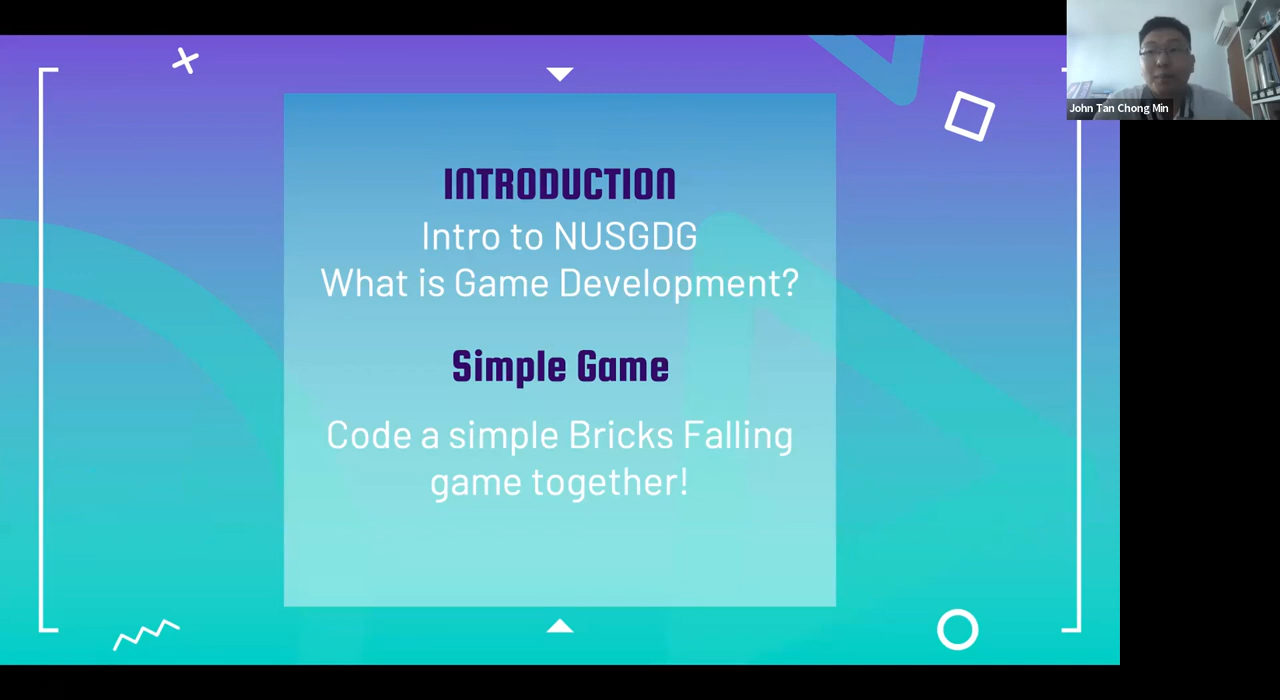 INTRODUCTION
Intro to NUSGDG
What is Game Development?
Simple Game
Code a simple Bricks Falling
game together!
John Tan Chong Min